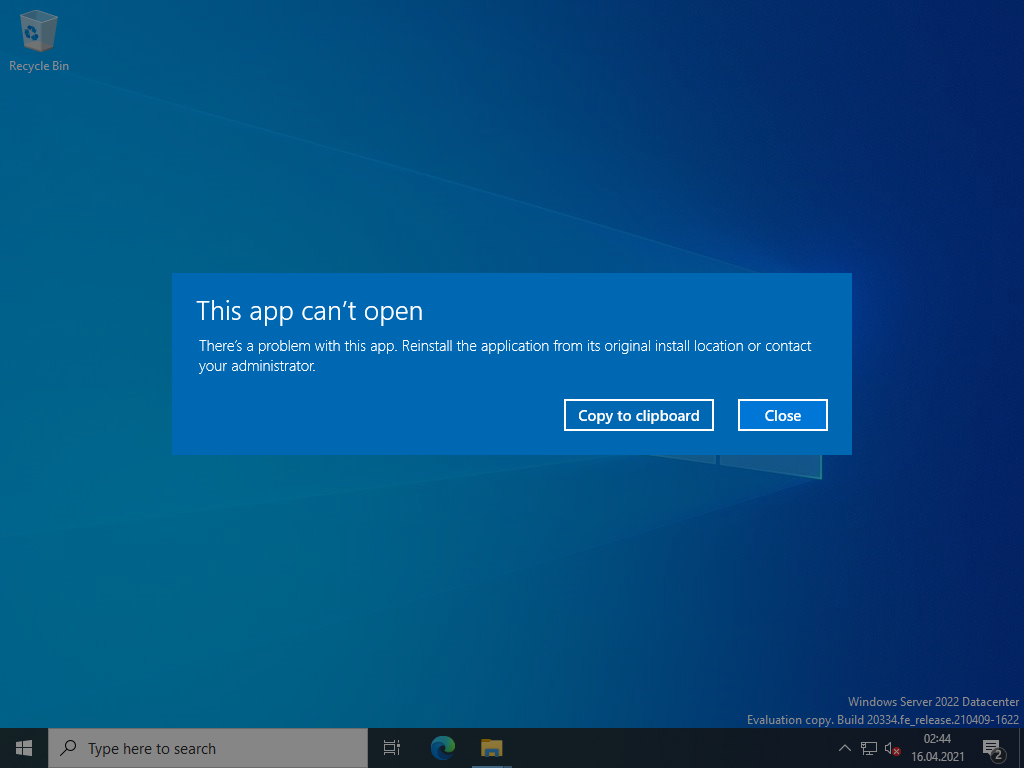 Recycle Bin
This app can’t open
There’s a problem with this app. Reinstall the application from its original install location or contact
your administrator.
Copy to clipboard
Close
Windows Server 2022 Datacenter
Evaluation copy. Build 20334.fe_release.210409-1622
Type here to search
02:44
16.04.2021
2